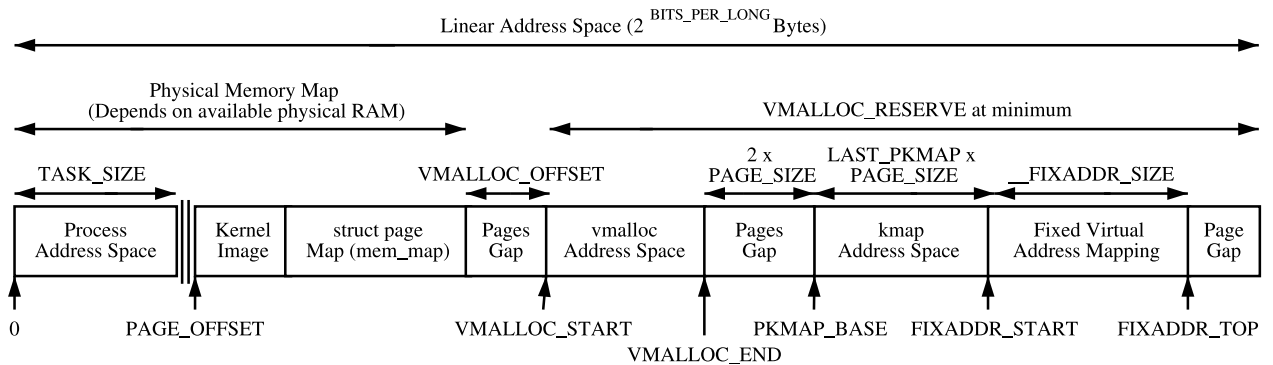 Linear Address Space (2 BITS_PER_LONG Bytes)
Physical Memory Map
(Depends on available physical RAM)
VMALLOC_RESERVE at minimum
TASK_SIZE
VMALLOC_OFFSET
2 x
PAGE_SIZE
LAST_PKMAP x
PAGE_SIZE
__FIXADDR_SIZE
Process
Address Space
Kernel
Image
struct page
Map (mem_map)
Pages
Gap
vmalloc
Address Space
Pages
Gap
kmap
Address Space
Fixed Virtual
Address Mapping
Page
Gap
0
PAGE_OFFSET
VMALLOC_START
VMALLOC_END
PKMAP_BASE
FIXADDR_START
FIXADDR_TOP